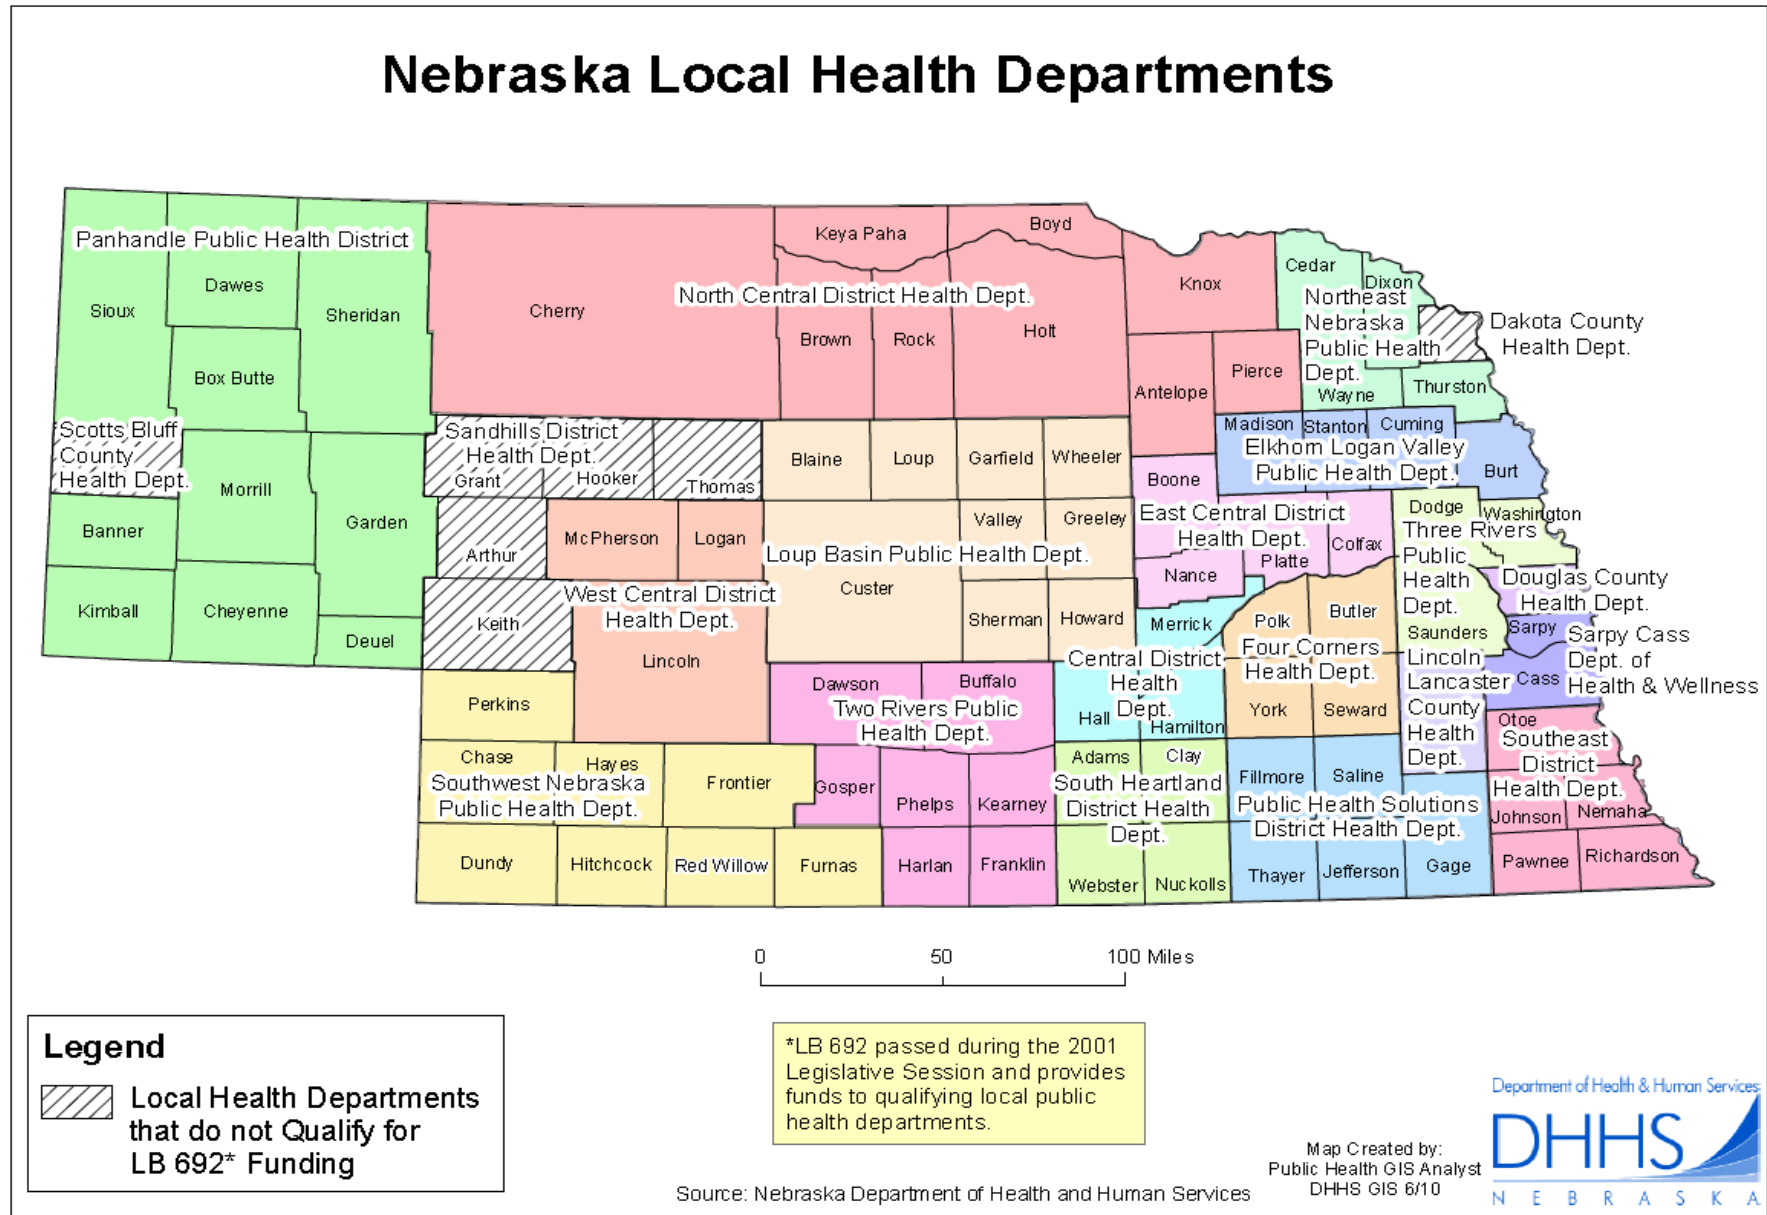 Nebraska Local Health Departments
Panhandle Public Health District
Sioux
Dawes
Sheridan
Box Butte
Scotts Bluff
County
Health Dept.
Morrill
Garden
Banner
Kimball
Cheyenne
Deuel
Cherry
Keya Paha
Boyd
North Central District Health Dept.
Brown
Rock
Holt
Knox
Antelope
Pierce
Cedar
Dixon
Northeast
Nebraska
Public Health
Dept.
Wayne
Thurston
Dakota County
Health Dept.
Sandhills District
Health Dept.
Grant
Hooker
Thomas
Arthur
Keith
McPherson
Logan
West Central District
Health Dept.
Lincoln
Blaine
Loup
Garfield
Wheeler
Valley
Greeley
Loup Basin Public Health Dept.
Custer
Sherman
Howard
Madison
Stanton
Cuming
Elkhorn Logan Valley
Public Health Dept.
Burt
Boone
East Central District
Health Dept.
Colfax
Platte
Nance
Dodge
Washington
Three Rivers
Public
Health
Dept.
Saunders
Douglas County
Health Dept.
Sarpy
Cass
Sarpy Cass
Dept. of
Health & Wellness
Merrick
Central District
Health
Dept.
Hall
Hamilton
Polk
Butler
Four Corners
Health Dept.
York
Seward
Lincoln
Lancaster
County
Health
Dept.
Otoe
Southeast
District
Health Dept.
Johnson
Nemaha
Pawnee
Richardson
Perkins
Chase
Hayes
Frontier
Southwest Nebraska
Public Health Dept.
Dundy
Hitchcock
Red Willow
Furnas
Dawson
Buffalo
Two Rivers Public
Health Dept.
Gosper
Phelps
Kearney
Harlan
Franklin
Adams
Clay
South Heartland
District Health
Dept.
Webster
Nuckolls
Fillmore
Saline
Public Health Solutions
District Health Dept.
Thayer
Jefferson
Gage
0
50
100 Miles
Legend
Local Health Departments
that do not Qualify for
LB 692* Funding
*LB 692 passed during the 2001
Legislative Session and provides
funds to qualifying local public
health departments.
Source: Nebraska Department of Health and Human Services
Map Created by:
Public Health GIS Analyst
DHHS GIS 6/10
Department of Health & Human Services
DHHS
NEBRASKA